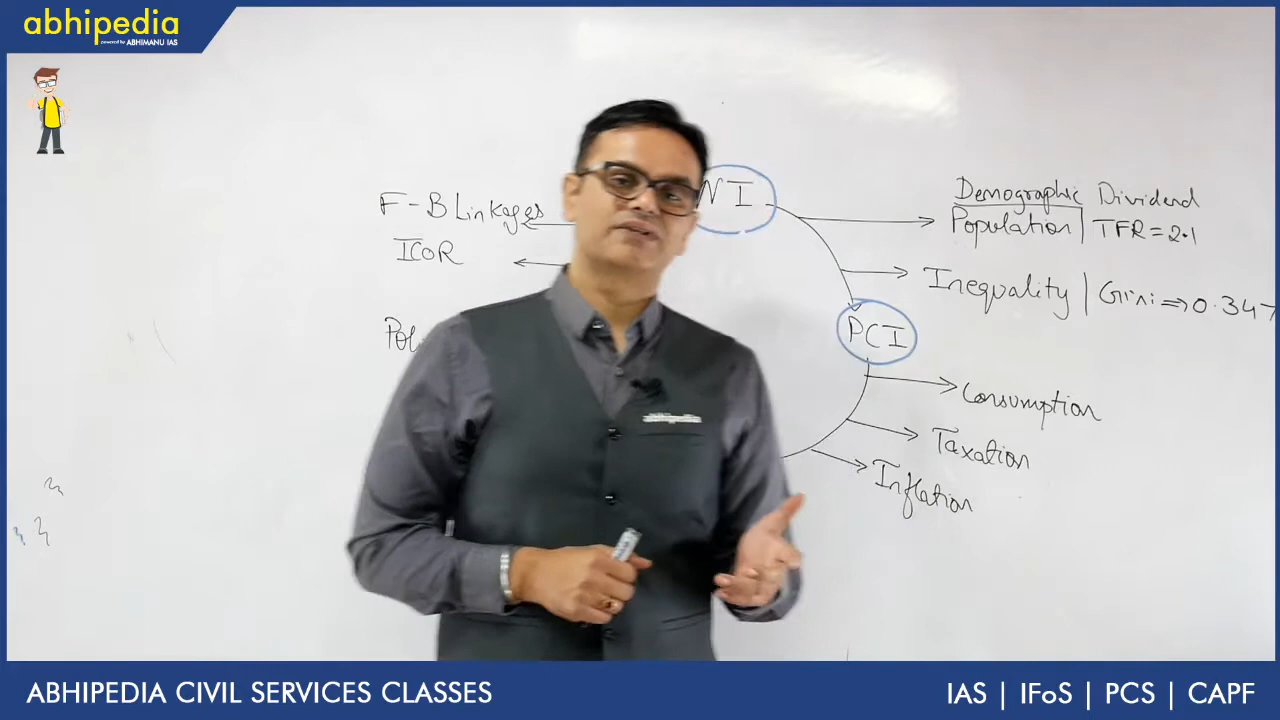 abhipedia
powered by ABHIMANU IAS
F-B Linkages
ICOR
NI
Demographic Dividend
Population | TFR = 2.1
Inequality | Gini ⇒ 0.347
PCI
Consumption
Taxation
Inflation
ABHIPEDIA CIVIL SERVICES CLASSES
IAS | IFoS | PCS | CAPF